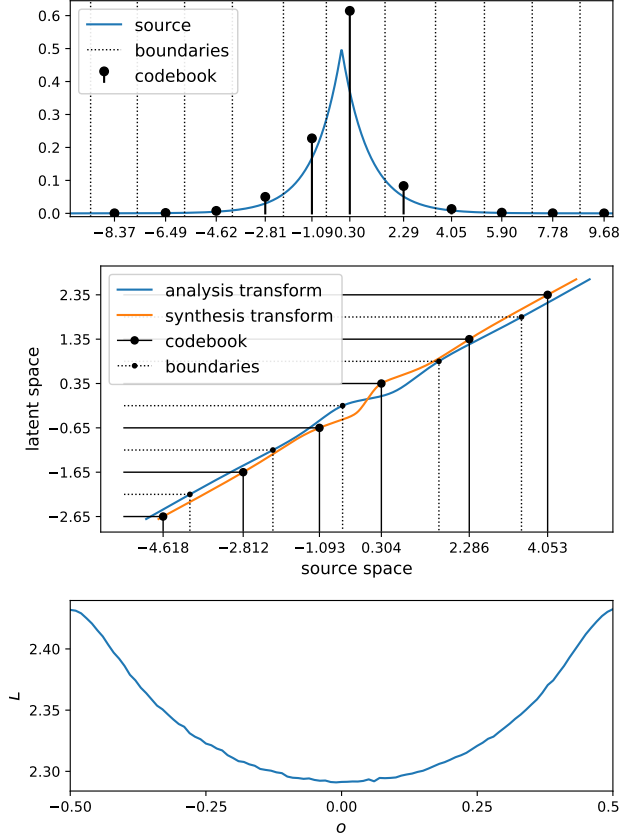 0.6
0.5
0.4
0.3
0.2
0.1
0.0
source
boundaries
codebook
−8.37 −6.49 −4.62 −2.81 −1.09 0.30 2.29 4.05 5.90 7.78 9.68
2.35
1.35
0.35
−0.65
−1.65
−2.65
latent space
analysis transform
synthesis transform
codebook
boundaries
−4.618 −2.812 −1.093 0.304 2.286 4.053
source space
2.40
2.35
2.30
L
−0.50 −0.25 0.00 0.25 0.50
o